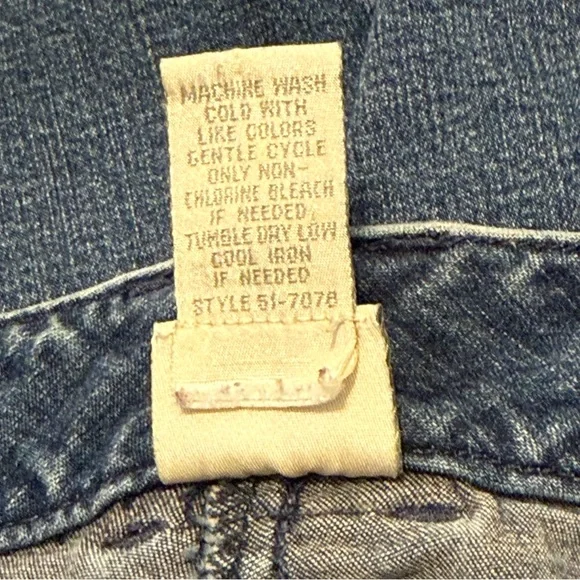 MACHINE WASH
COLD WITH
LIKE COLORS
GENTLE CYCLE
ONLY NON-
CHLORINE BLEACH
IF NEEDED
TUMBLE DRY LOW
COOL IRON
IF NEEDED
STYLE 51-7078